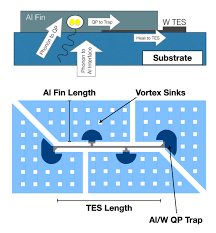 Al Fin
QP to Trap
W TES
Phonon to QP
Heat to TES
Phonon to Al Interface
Substrate
Al Fin Length
Vortex Sinks
TES Length
Al/W QP Trap